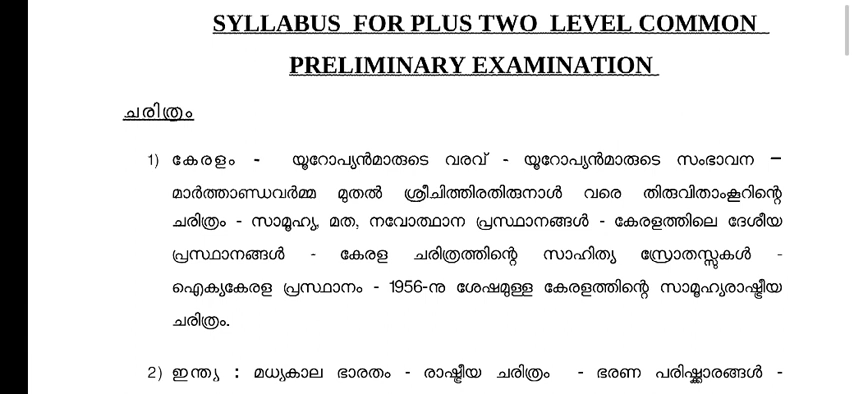 SYLLABUS FOR PLUS TWO LEVEL COMMON
PRELIMINARY EXAMINATION
ചരിത്രം
1) കേരളം - യൂറോപ്യൻമാരുടെ വരവ് - യൂറോപ്യൻമാരുടെ സംഭാവന –
മാർത്താണ്ഡവർമ്മ മുതൽ ശ്രീചിത്തിരതിരുനാൾ വരെ തിരുവിതാംകൂറിന്റെ
ചരിത്രം - സാമൂഹ്യ, മത, നവോത്ഥാന പ്രസ്ഥാനങ്ങൾ - കേരളത്തിലെ ദേശീയ
പ്രസ്ഥാനങ്ങൾ - കേരള ചരിത്രത്തിന്റെ സാഹിത്യ സ്രോതസ്സുകൾ -
ഐക്യകേരള പ്രസ്ഥാനം - 1956-നു ശേഷമുള്ള കേരളത്തിന്റെ സാമൂഹ്യരാഷ്ട്രീയ
ചരിത്രം.
2) ഇന്ത്യ : മധ്യകാല ഭാരതം - രാഷ്ട്രീയ ചരിത്രം - ഭരണ പരിഷ്ക്കാരങ്ങൾ -